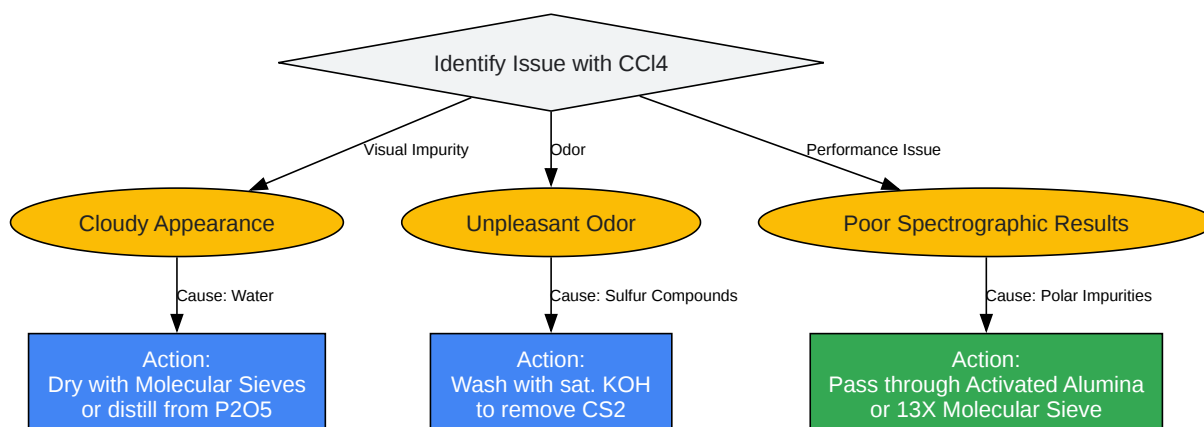 Identify Issue with CCl4
Visual Impurity
Odor
Performance Issue
Cloudy Appearance
Unpleasant Odor
Poor Spectrographic Results
Cause: Water
Cause: Sulfur Compounds
Cause: Polar Impurities
Action:
Dry with Molecular Sieves
or distill from P2O5
Action:
Wash with sat. KOH
to remove CS2
Action:
Pass through Activated Alumina
or 13X Molecular Sieve